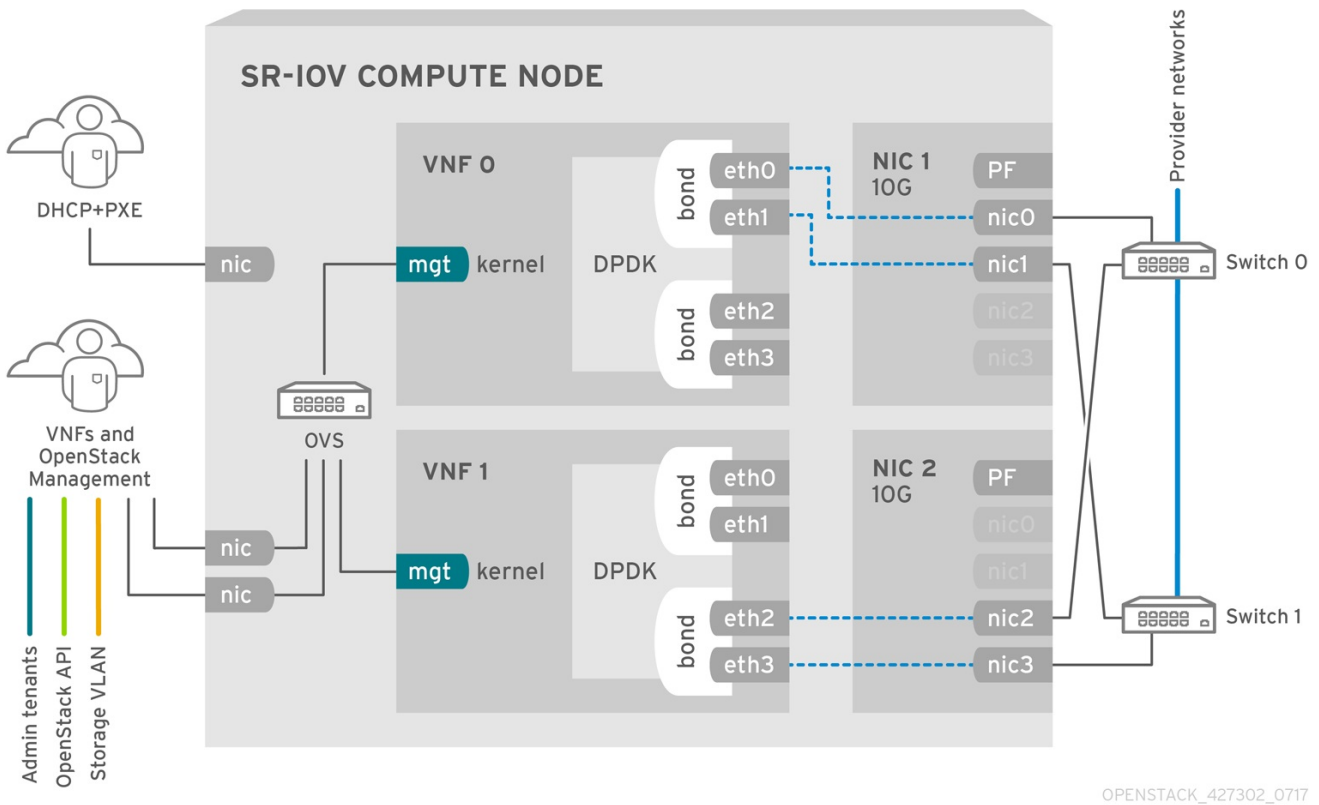 SR-IOV COMPUTE NODE
Provider networks
DHCP+PXE
nic
VNF 0
mgt
kernel
DPDK
bond
eth0
eth1
bond
eth2
eth3
NIC 1
10G
PF
nic0
nic1
nic2
nic3
Switch 0
OVS
VNFs and
OpenStack
Management
nic
nic
VNF 1
mgt
kernel
DPDK
bond
eth0
eth1
bond
eth2
eth3
NIC 2
10G
PF
nic0
nic1
nic2
nic3
Switch 1
Admin tenants
OpenStack API
Storage VLAN
OPENSTACK_427302_0717